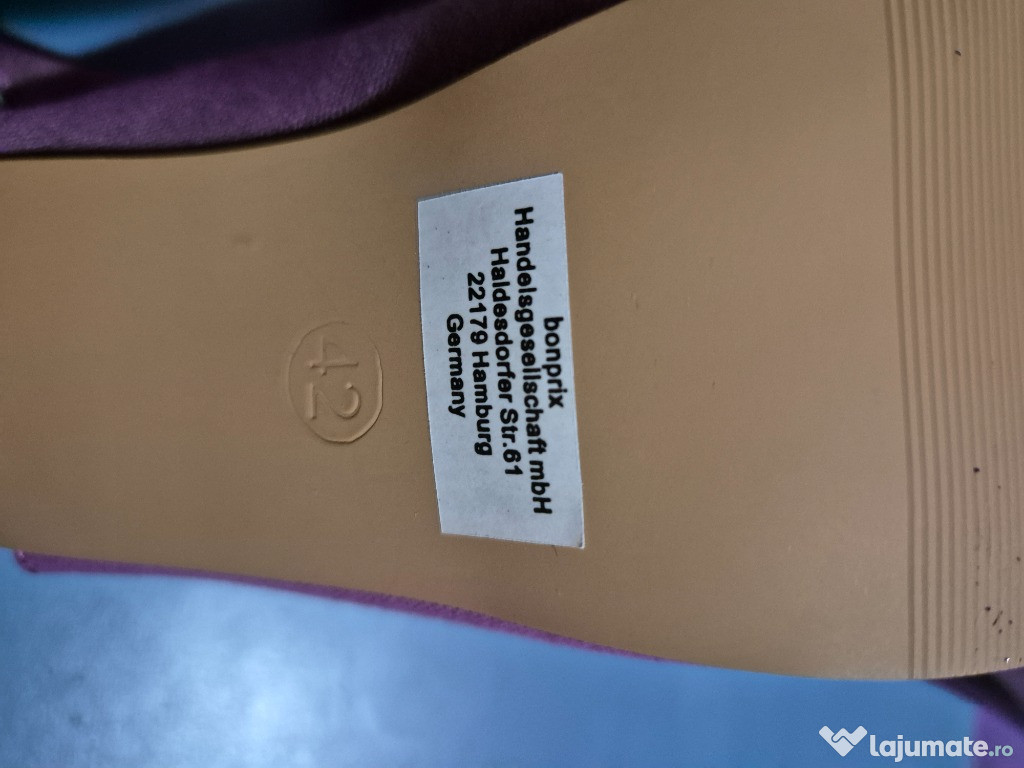 bonprix
Handelsgesellschaft mbH
Haldesdorfer Str.61
22179 Hamburg
Germany
42
lajumate.ro